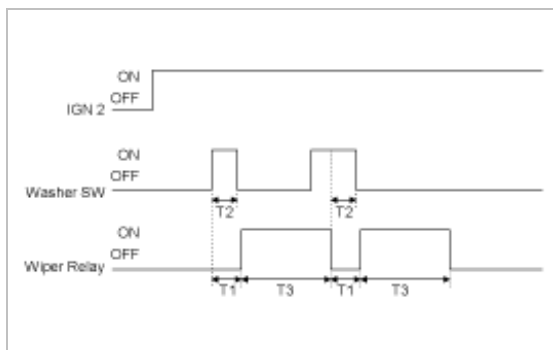 ON
OFF
IGN 2
ON
OFF
Washer SW
T2
T2
ON
OFF
Wiper Relay
T1
T3
T1
T3